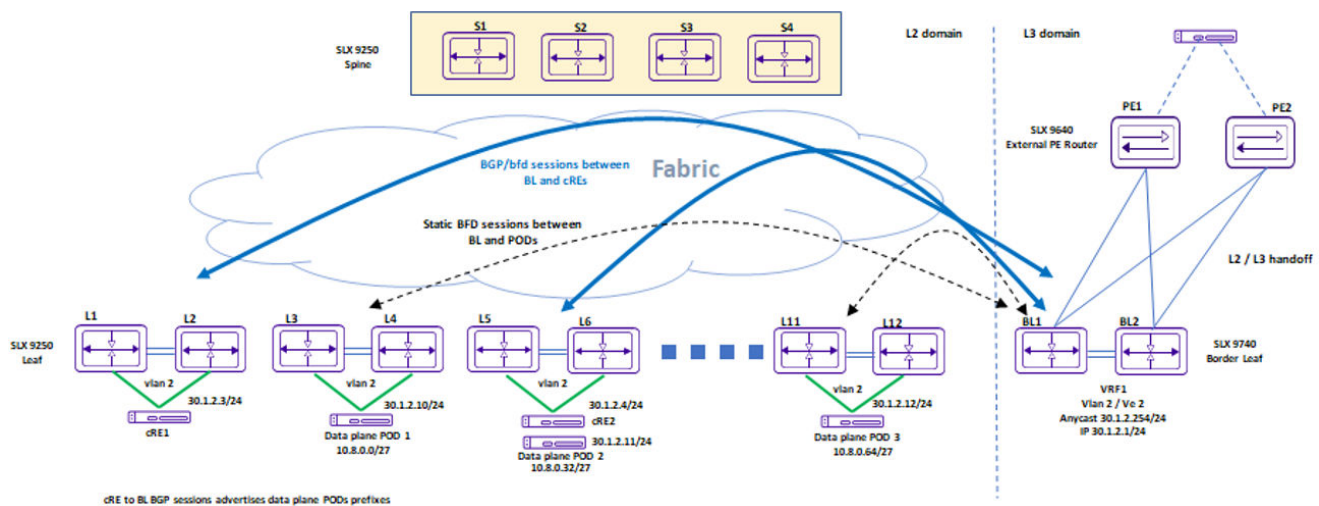 S1
S2
S3
S4
SLX 9250
Spine
L2 domain
L3 domain
PE1
PE2
SLX 9640
External PE Router
BGP/bfd sessions between
BL and cREs
Fabric
Static BFD sessions between
BL and PODs
L2 / L3 handoff
L1
L2
L3
L4
L5
L6
L11
L12
BL1
BL2
SLX 9250
Leaf
SLX 9740
Border Leaf
vlan 2
vlan 2
vlan 2
vlan 2
30.1.2.3/24
30.1.2.10/24
30.1.2.4/24
30.1.2.12/24
cRE1
Data plane POD 1
10.8.0.0/27
cRE2
30.1.2.11/24
Data plane POD 2
10.8.0.32/27
Data plane POD 3
10.8.0.64/27
VRF1
Vlan 2 / Ve 2
Anycast 30.1.2.254/24
IP 30.1.2.1/24
cRE to BL BGP sessions advertises data plane PODs prefixes